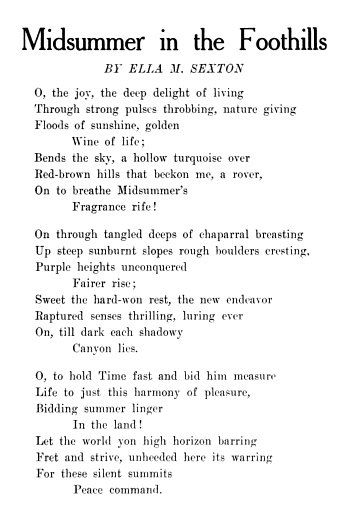 Midsummer in the Foothills
BY ELLA M. SEXTON
O, the joy, the deep delight of living
Through strong pulses throbbing, nature giving
Floods of sunshine, golden
Wine of life;
Bends the sky, a hollow turquoise over
Red-brown hills that beckon me, a rover,
On to breathe Midsummer's
Fragrance rife!
On through tangled deeps of chaparral breasting
Up steep sunburnt slopes rough boulders cresting,
Purple heights unconquered
Fairer rise;
Sweet the hard-won rest, the new endeavor
Raptured senses thrilling, luring ever
On, till dark each shadowy
Canyon lies.
O, to hold Time fast and bid him measure
Life to just this harmony of pleasure,
Bidding summer linger
In the land!
Let the world yon high horizon barring
Fret and strive, unheeded here its warring
For these silent summits
Peace command.